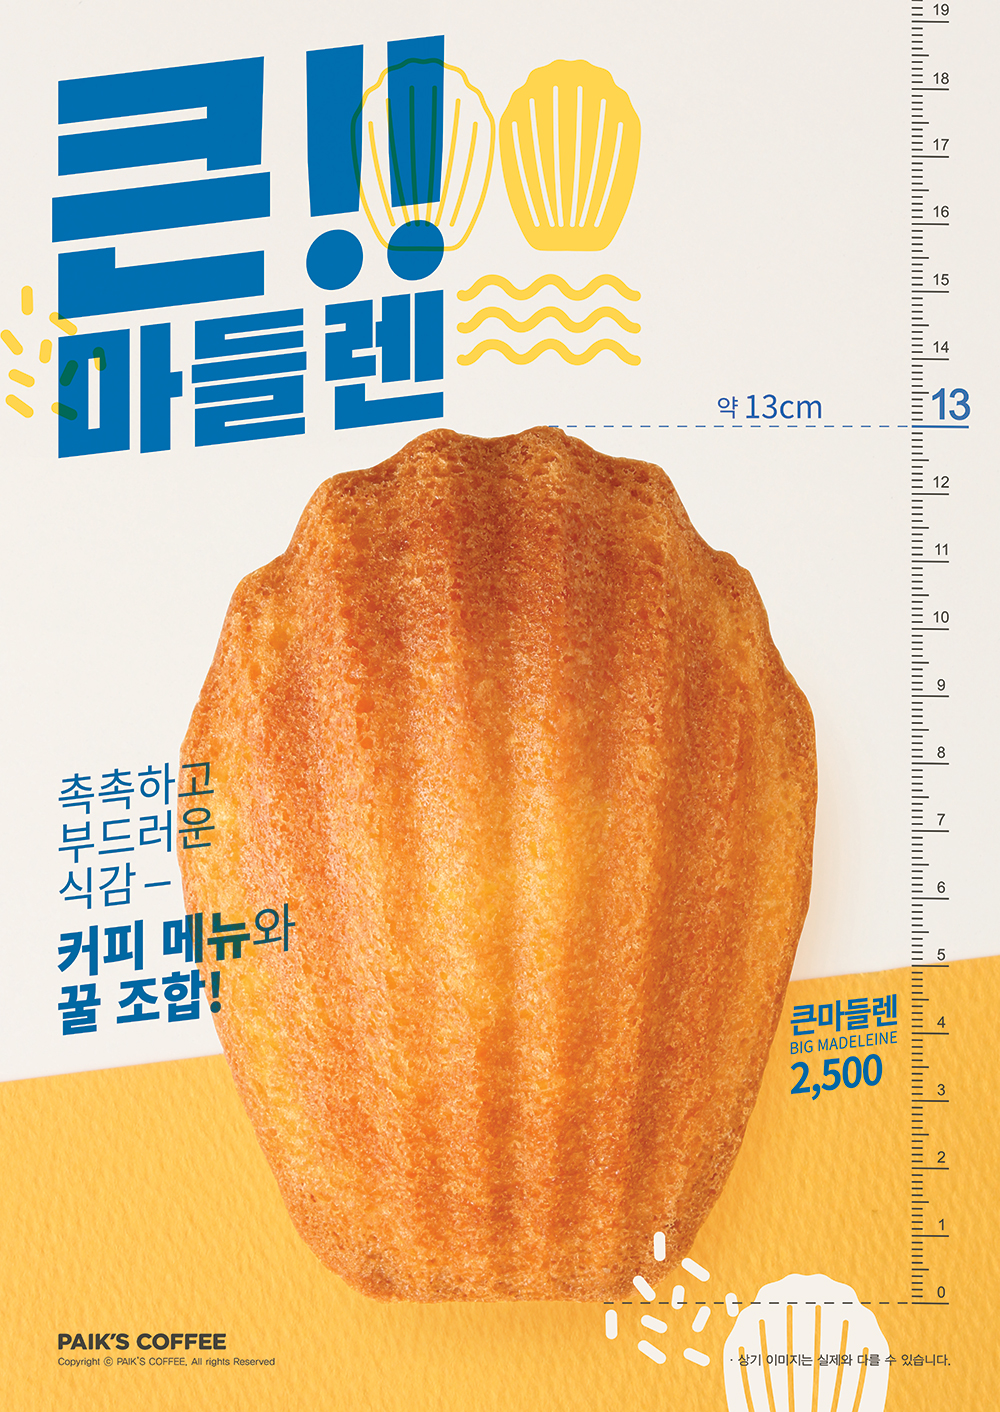 큰!!
마들렌
19
18
17
16
15
14
약 13cm
13
12
11
10
9
8
7
6
5
4
3
2
1
0
촉촉하고
부드러운
식감 –
커피 메뉴와
꿀 조합!
큰마들렌
BIG MADELEINE
2,500
PAIK'S COFFEE
Copyright ⓒ PAIK'S COFFEE, All rights Reserved
· 상기 이미지는 실제와 다를 수 있습니다.